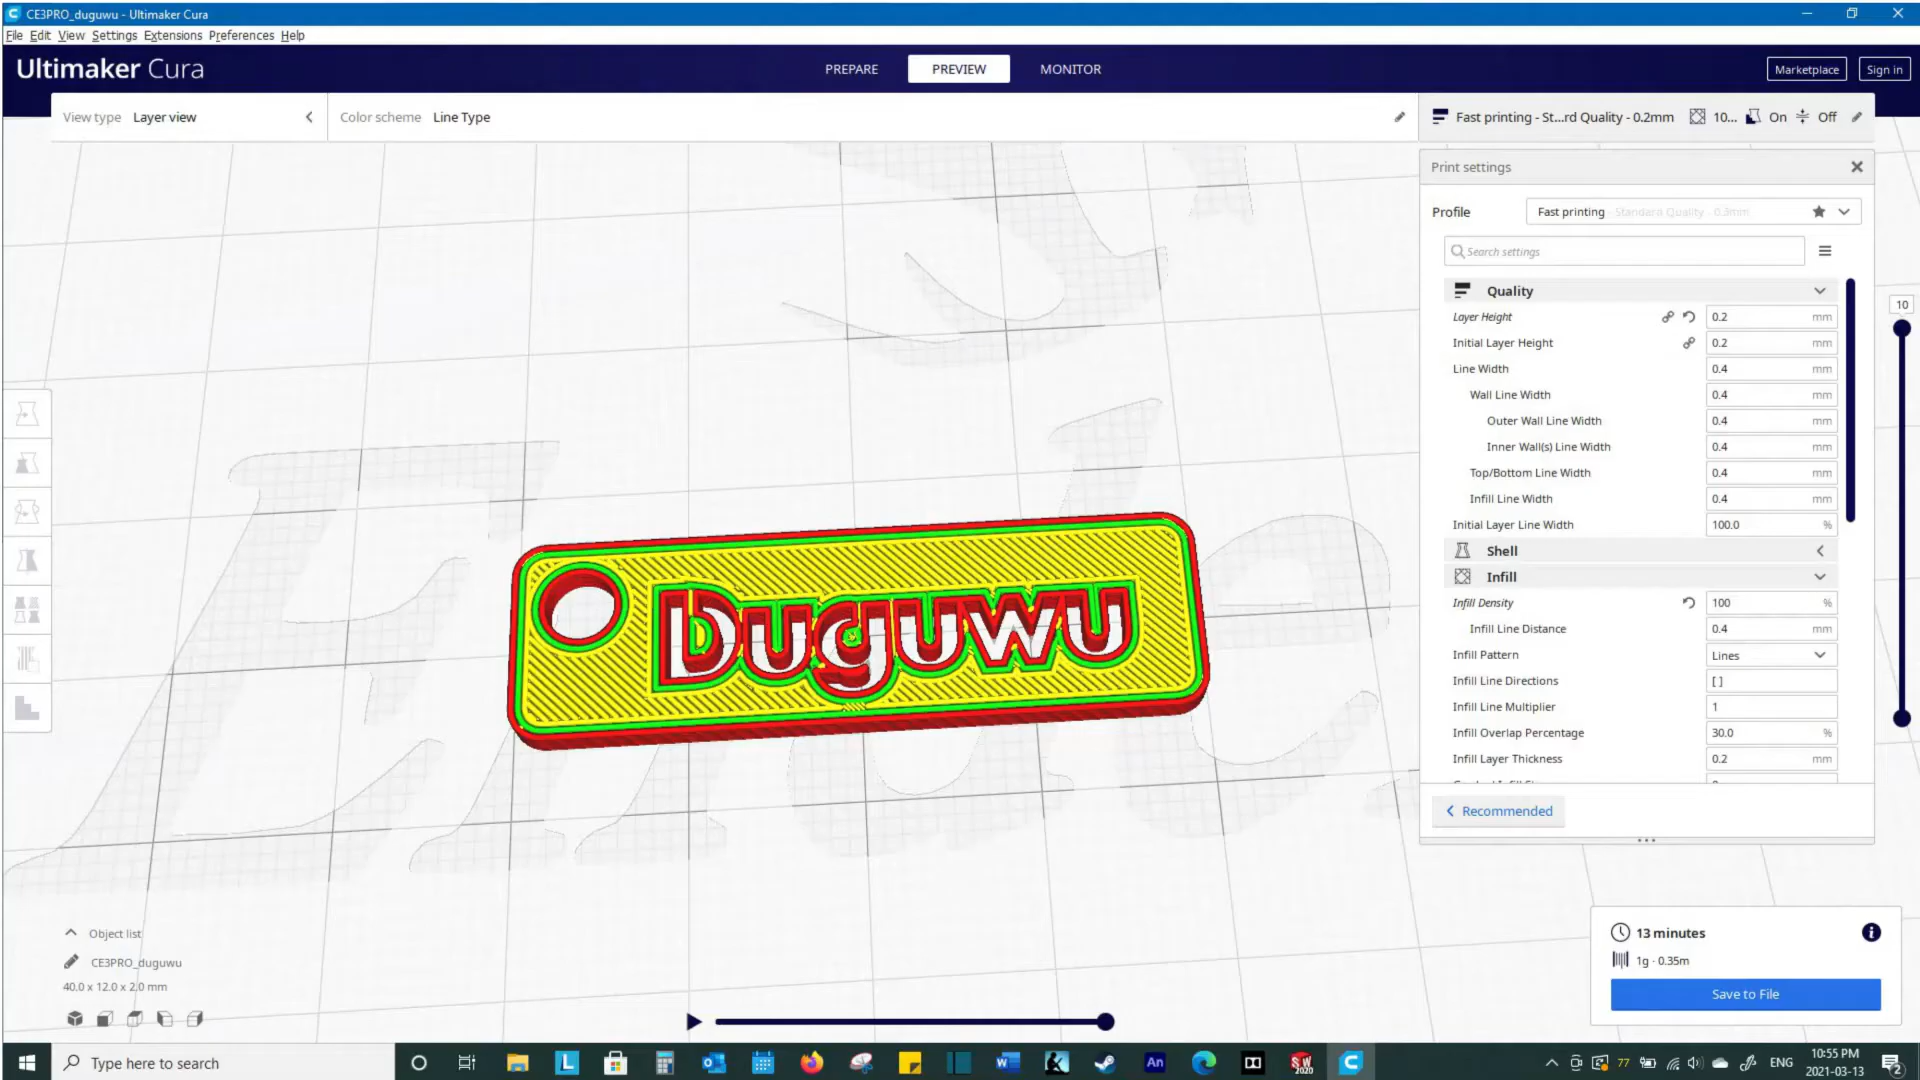 CE3PRO_duguwu - Ultimaker Cura
File Edit View Settings Extensions Preferences Help
Ultimaker Cura
PREPARE
PREVIEW
MONITOR
Marketplace
Sign in
View type Layer view
Color scheme Line Type
Fast printing - St...rd Quality - 0.2mm 10... On Off
Print settings
Profile Fast printing - Standard Quality - 0.3mm
Search settings
Quality
Layer Height 0.2 mm
Initial Layer Height 0.2 mm
Line Width 0.4 mm
Wall Line Width 0.4 mm
Outer Wall Line Width 0.4 mm
Inner Wall(s) Line Width 0.4 mm
Top/Bottom Line Width 0.4 mm
Infill Line Width 0.4 mm
Initial Layer Line Width 100.0 %
Shell
Infill
Infill Density 100 %
Infill Line Distance 0.4 mm
Infill Pattern Lines
Infill Line Directions [ ]
Infill Line Multiplier 1
Infill Overlap Percentage 30.0 %
Infill Layer Thickness 0.2 mm
Recommended
10
Duguwu
Object list
CE3PRO_duguwu
40.0 x 12.0 x 2.0 mm
13 minutes
1g · 0.35m
Save to File
Type here to search
77
ENG
10:55 PM
2021-03-13
2